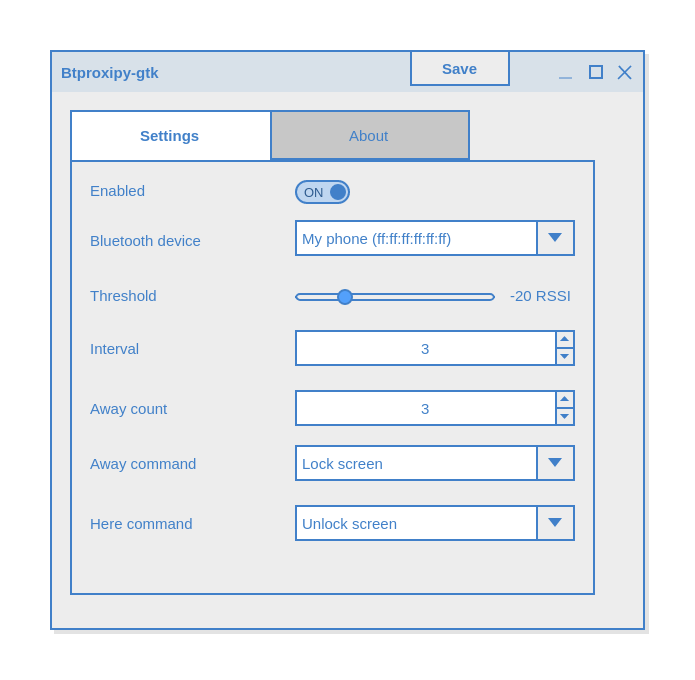 Btproxipy-gtk Save
Settings About
Enabled ON
Bluetooth device My phone (ff:ff:ff:ff:ff:ff)
Threshold -20 RSSI
Interval 3
Away count 3
Away command Lock screen
Here command Unlock screen